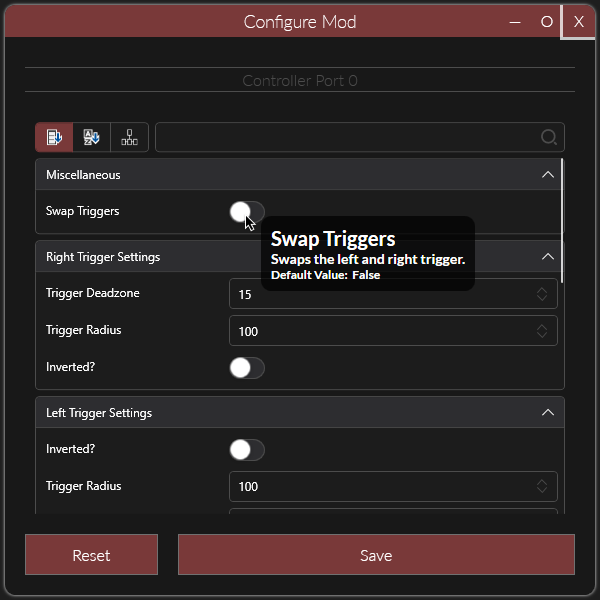 Configure Mod
Controller Port 0
Miscellaneous
Swap Triggers
Swap Triggers
Swaps the left and right trigger.
Default Value: False
Right Trigger Settings
Trigger Deadzone
15
Trigger Radius
100
Inverted?
Left Trigger Settings
Inverted?
Trigger Radius
100
Reset
Save